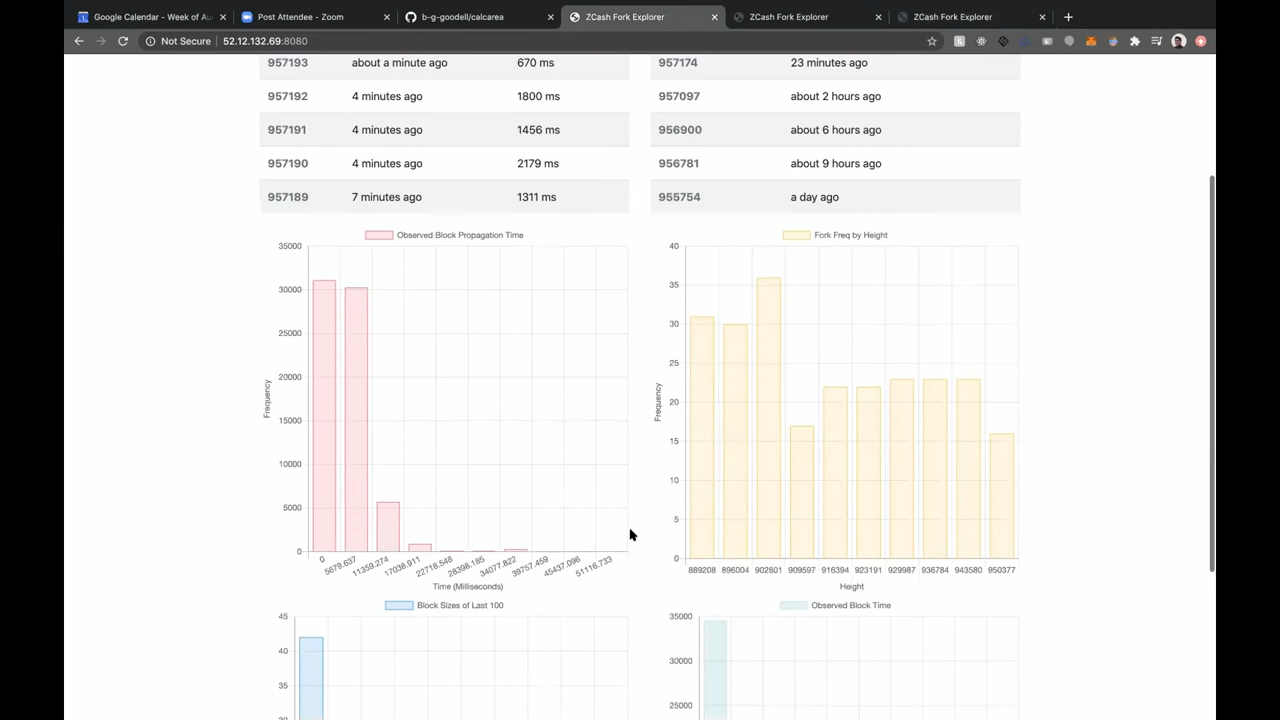 Google Calendar - Week of Au
Post Attendee - Zoom
b-g-goodell/calcarea
ZCash Fork Explorer
ZCash Fork Explorer
ZCash Fork Explorer
Not Secure 52.12.132.69:8080
957193 about a minute ago 670 ms
957192 4 minutes ago 1800 ms
957191 4 minutes ago 1456 ms
957190 4 minutes ago 2179 ms
957189 7 minutes ago 1311 ms
957174 23 minutes ago
957097 about 2 hours ago
956900 about 6 hours ago
956781 about 9 hours ago
955754 a day ago
Observed Block Propagation Time
35000
30000
25000
20000
15000
10000
5000
0
Frequency
0 5679.637 11359.274 17038.911 22718.548 28398.185 34077.822 39757.459 45437.096 51116.733
Time (Milliseconds)
Fork Freq by Height
40
35
30
25
20
15
10
5
0
Frequency
889208 896004 902801 909597 916394 923191 929987 936784 943580 950377
Height
Block Sizes of Last 100
45
40
35
30
Observed Block Time
35000
30000
25000